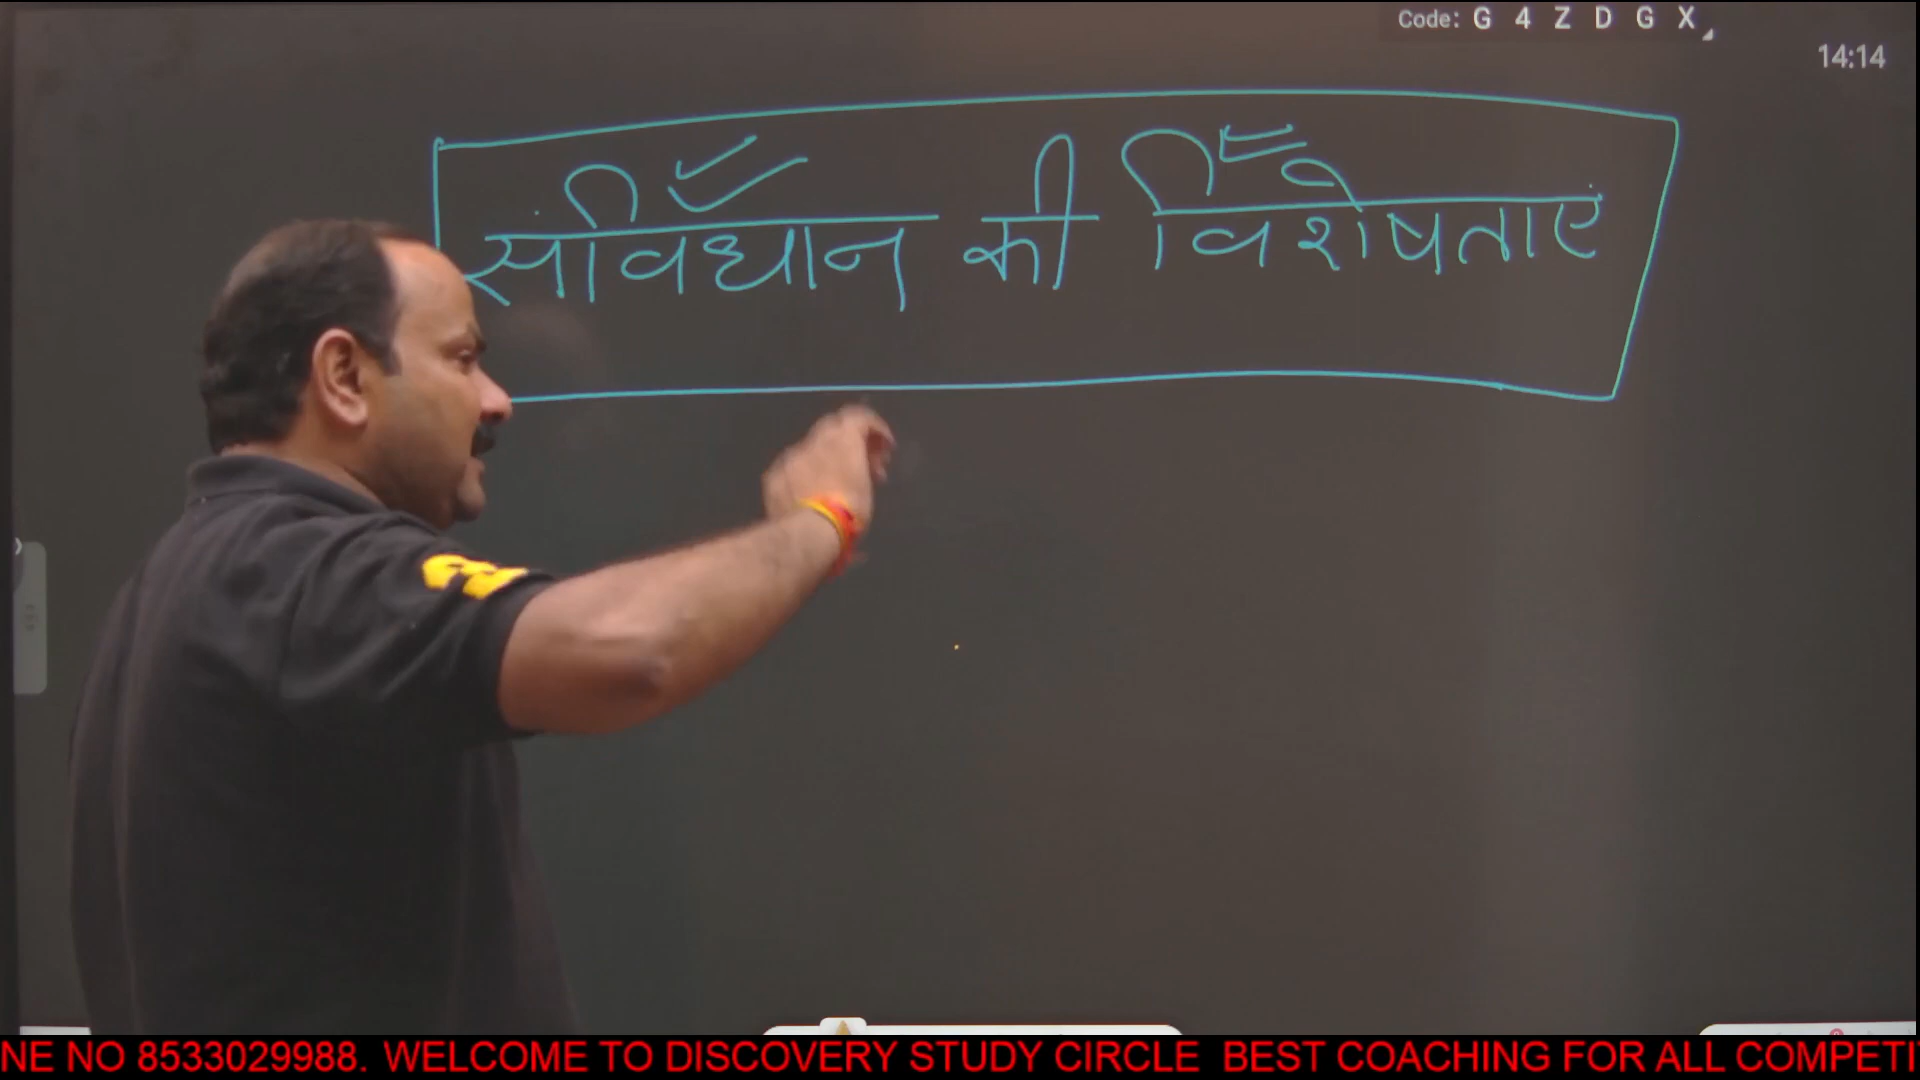 Code: G 4 Z D G X
14:14
संविधान की विशेषताएं
NE NO 8533029988. WELCOME TO DISCOVERY STUDY CIRCLE BEST COACHING FOR ALL COMPETI